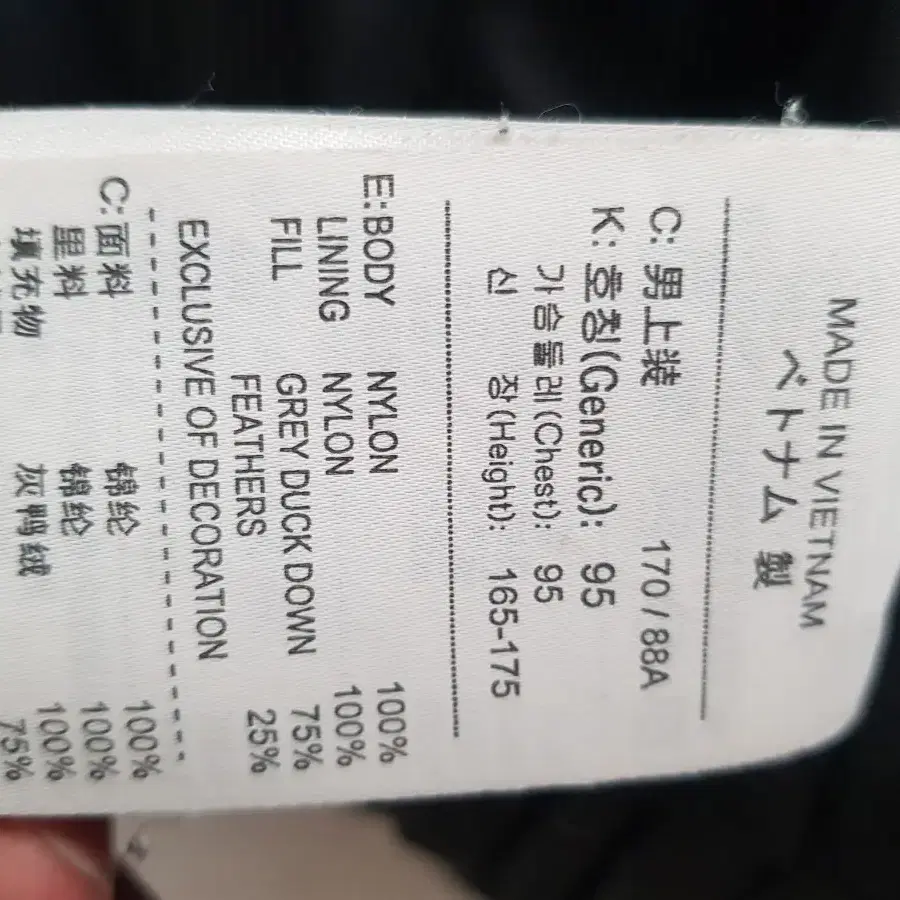 MADE IN VIETNAM
ベトナム 製
C: 男上装 170 / 88A
K: 호칭(Generic): 95
가슴둘레(Chest): 95
신 장(Height): 165-175
E: BODY NYLON 100%
LINING NYLON 100%
FILL GREY DUCK DOWN 75%
FEATHERS 25%
EXCLUSIVE OF DECORATION
C: 面料 锦纶 100%
里料 锦纶 100%
填充物 灰鸭绒 75%